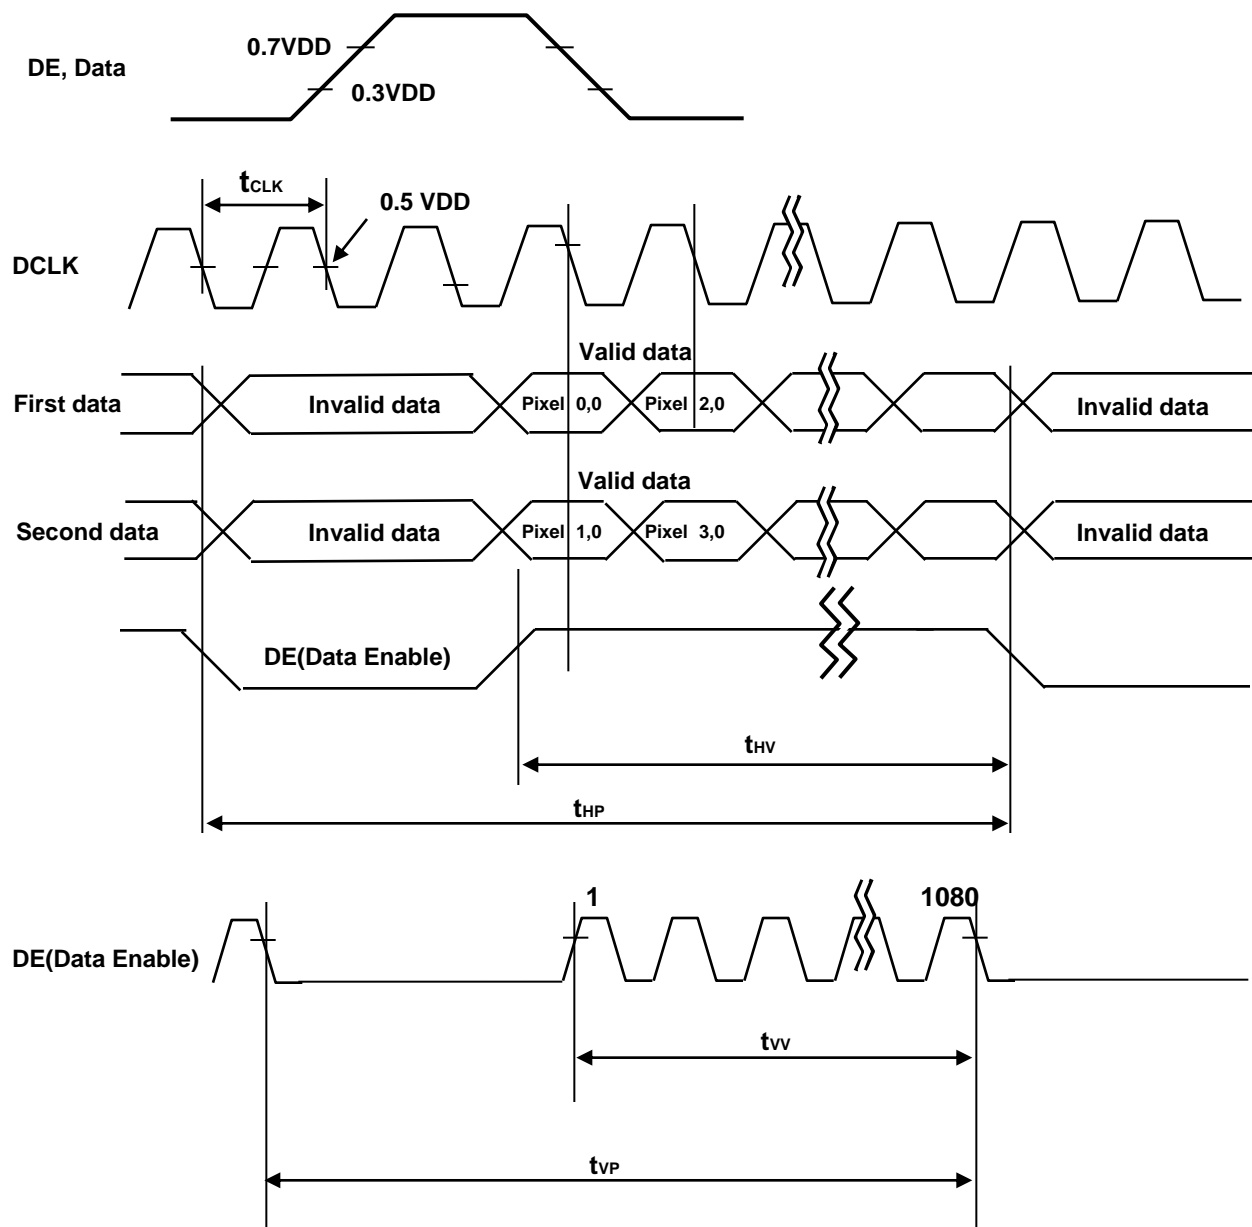 0.7VDD
DE, Data
0.3VDD
tCLK
0.5 VDD
DCLK
Valid data
First data
Invalid data
Pixel 0,0
Pixel 2,0
Invalid data
Valid data
Second data
Invalid data
Pixel 1,0
Pixel 3,0
Invalid data
DE(Data Enable)
tHV
tHP
1
1080
DE(Data Enable)
tVV
tVP